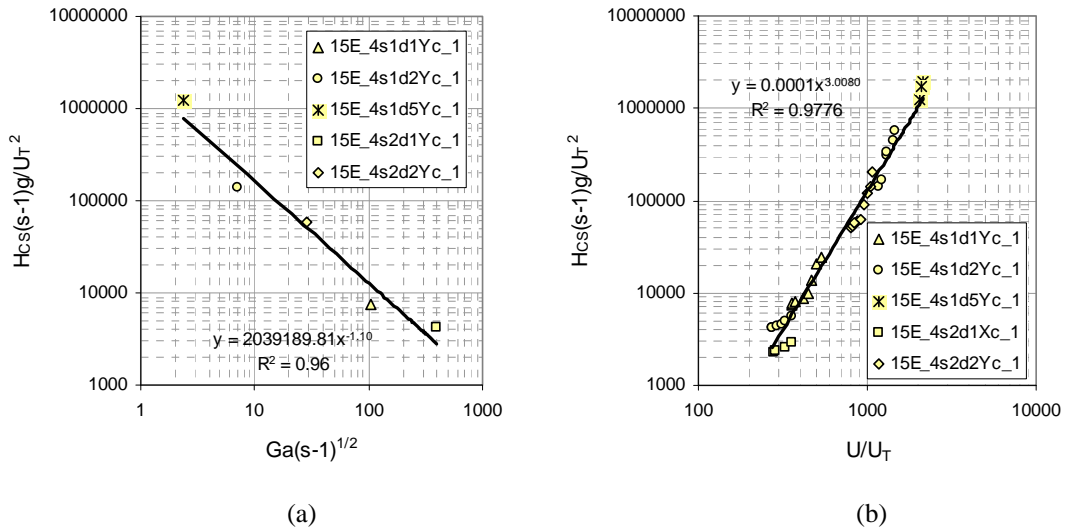 10000000
1000000
100000
10000
1000
1
10
100
1000
Hcs(s-1)g/U_T^2
Ga(s-1)^1/2
15E_4s1d1Yc_1
15E_4s1d2Yc_1
15E_4s1d5Yc_1
15E_4s2d1Yc_1
15E_4s2d2Yc_1
y = 2039189.81x^-1.10
R² = 0.96
(a)
10000000
1000000
100000
10000
1000
100
1000
10000
Hcs(s-1)g/U_T^2
U/U_T
y = 0.0001x^3.0080
R² = 0.9776
15E_4s1d1Yc_1
15E_4s1d2Yc_1
15E_4s1d5Yc_1
15E_4s2d1Xc_1
15E_4s2d2Yc_1
(b)